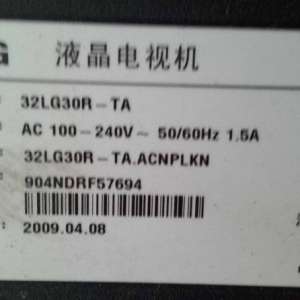 G 液晶电视机
: 32LG30R-TA
: AC 100-240V~ 50/60Hz 1.5A
: 32LG30R-TA.ACNPLKN
: 904NDRF57694
: 2009.04.08